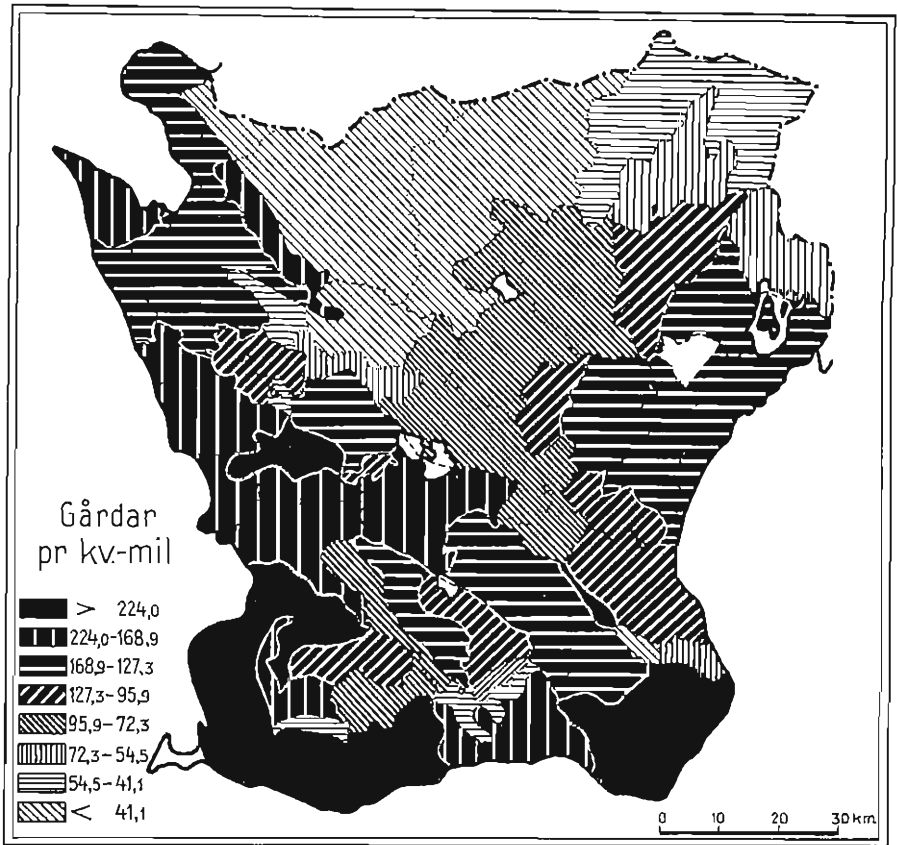 Gårdar
pr kv.-mil
> 224,0
224,0-168,9
168,9-127,3
127,3-95,9
95,9-72,3
72,3-54,5
54,5-41,1
< 41,1
0 10 20 30 km.